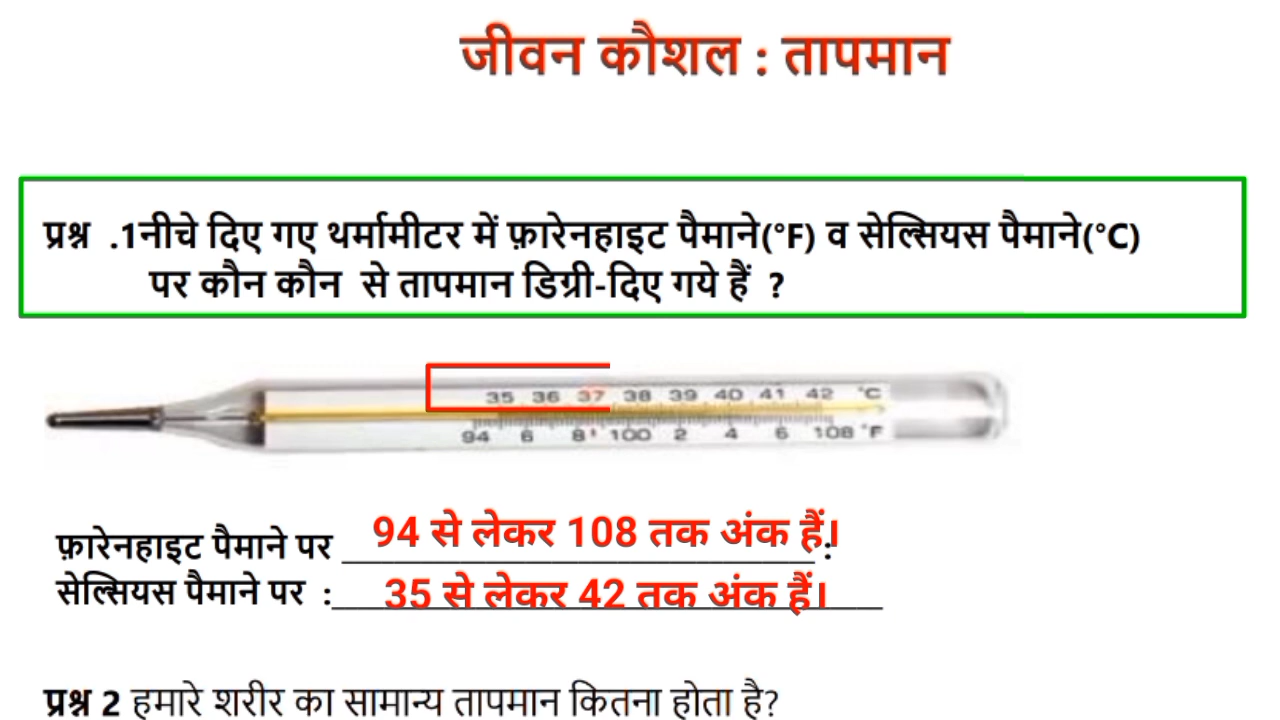 जीवन कौशल : तापमान
प्रश्न .1नीचे दिए गए थर्मामीटर में फ़ारेनहाइट पैमाने(°F) व सेल्सियस पैमाने(°C)
पर कौन कौन से तापमान डिग्री-दिए गये हैं ?
35 36 37 38 39 40 41 42 °C
94 6 8 100 2 4 6 108 °F
फ़ारेनहाइट पैमाने पर 94 से लेकर 108 तक अंक हैं। :
सेल्सियस पैमाने पर : 35 से लेकर 42 तक अंक हैं।
प्रश्न 2 हमारे शरीर का सामान्य तापमान कितना होता है?